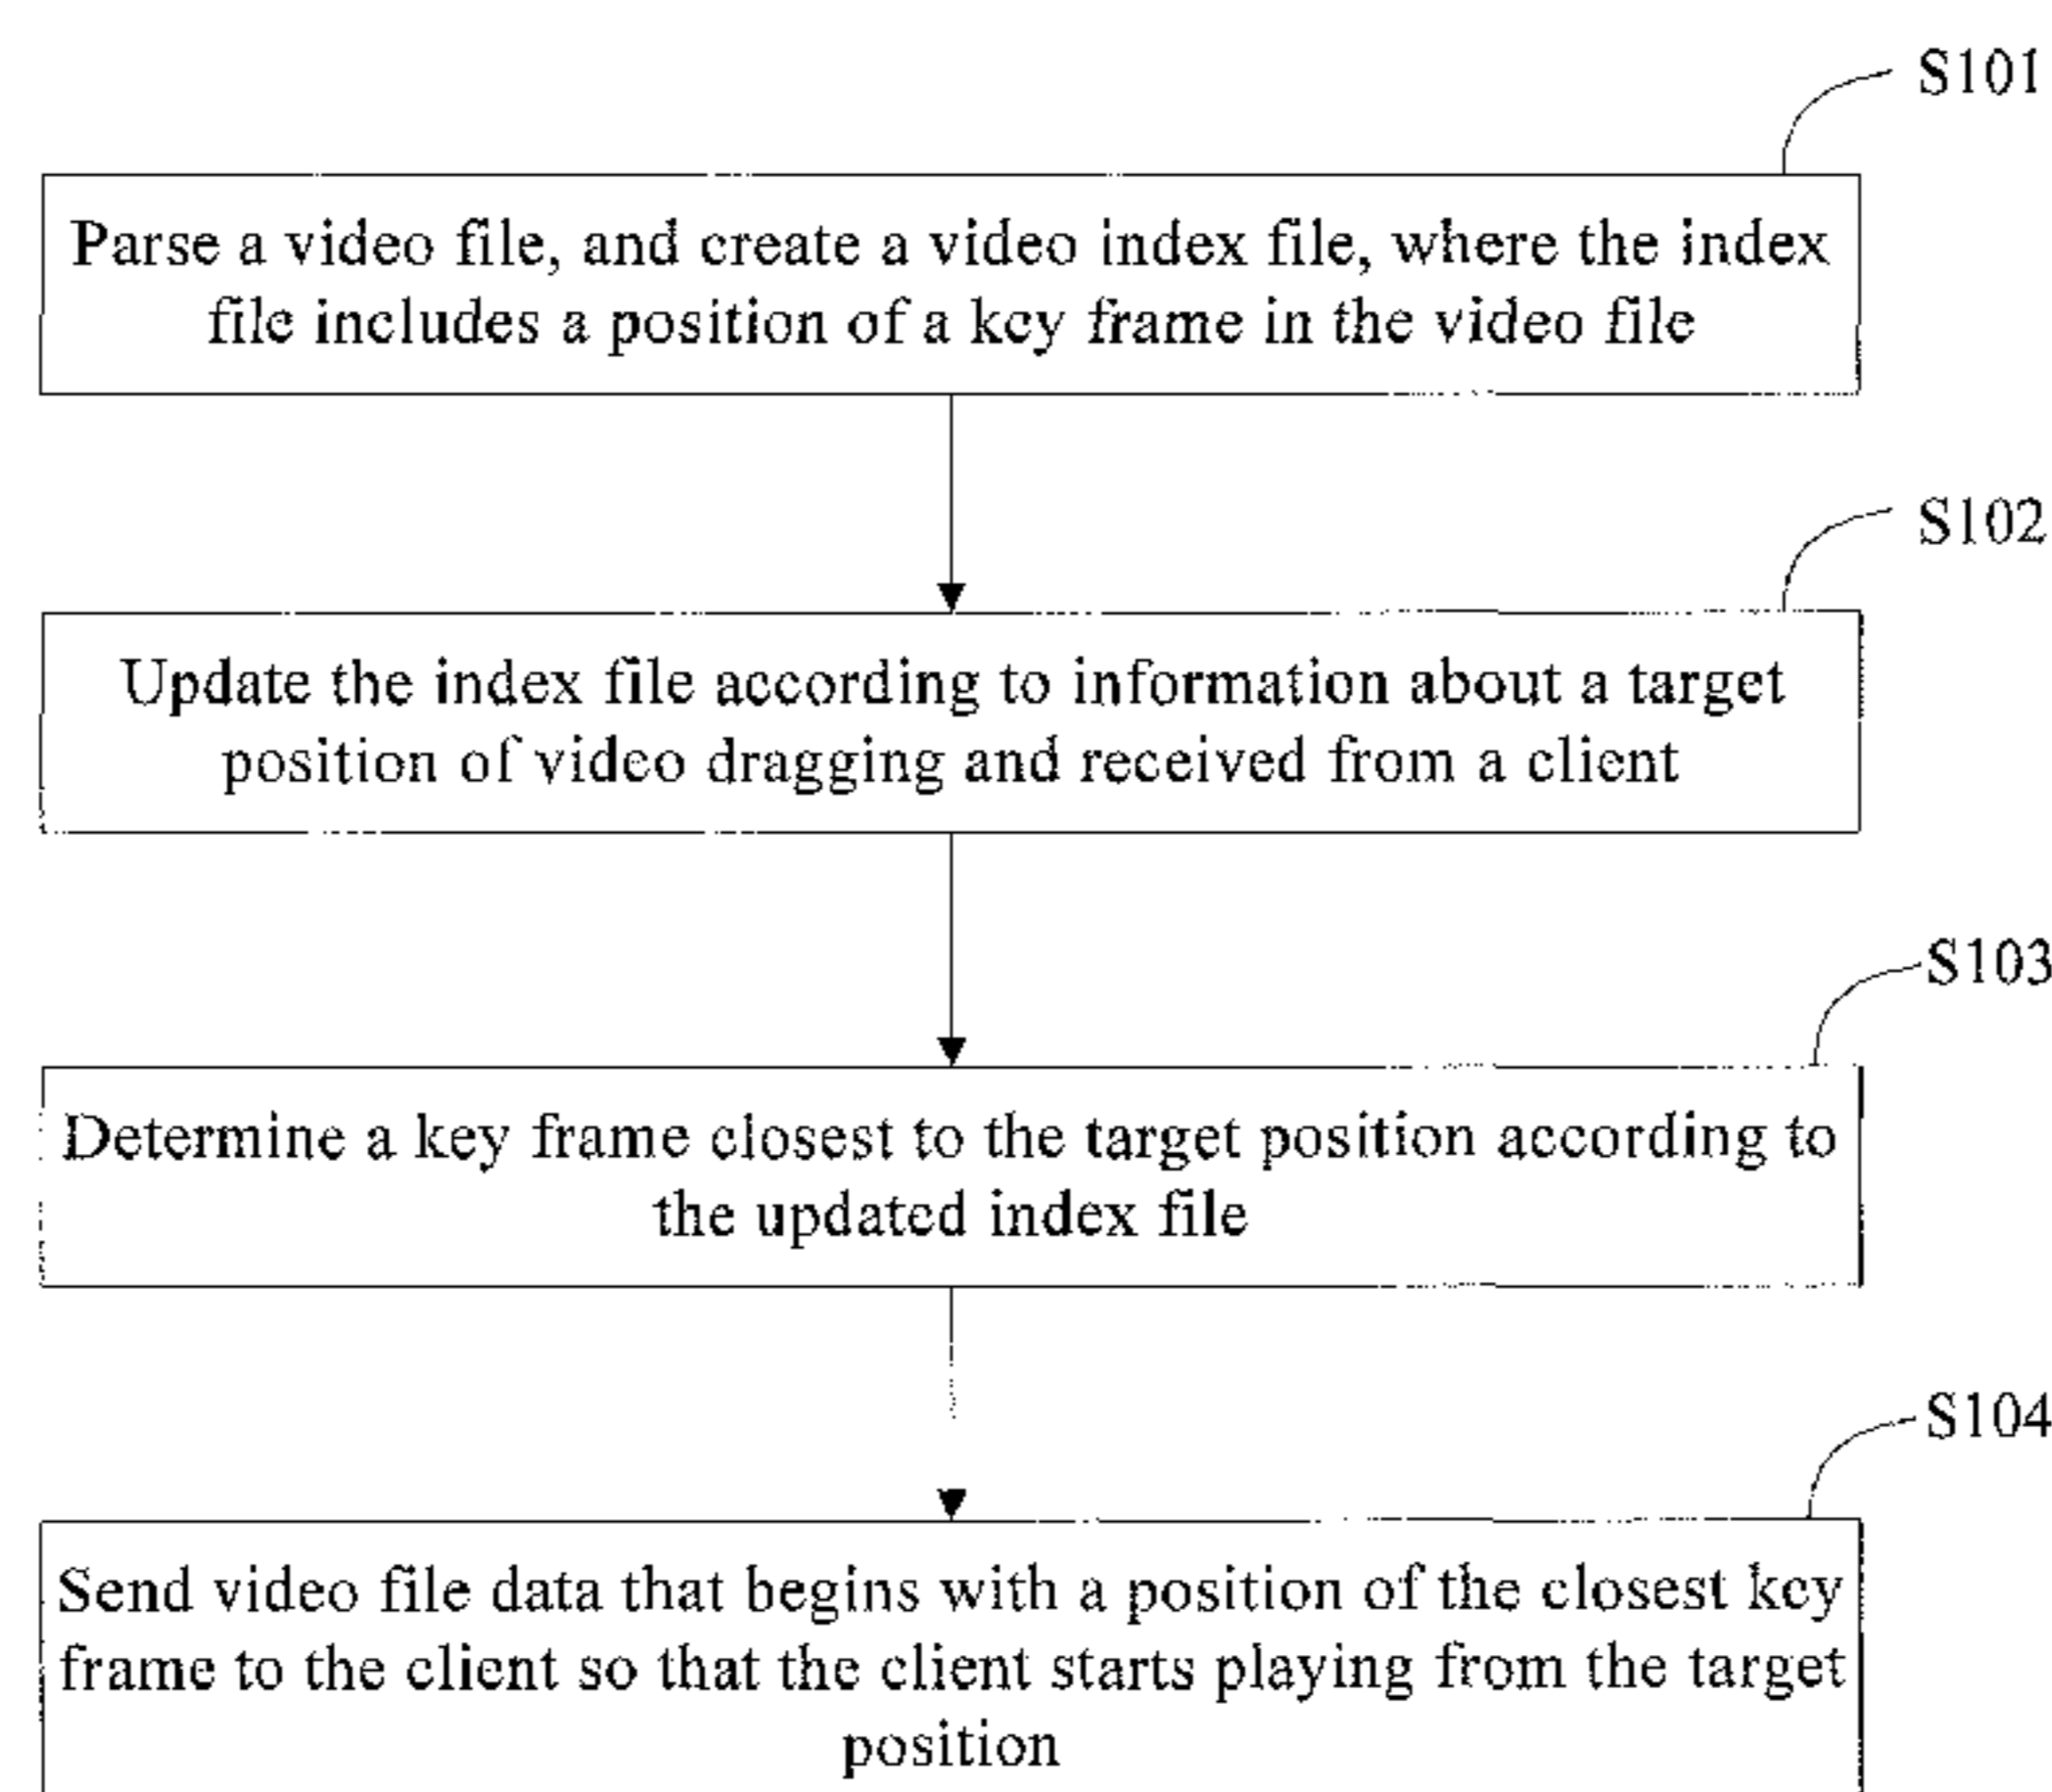 S101
Parse a video file, and create a video index file, where the index
file includes a position of a key frame in the video file
S102
Update the index file according to information about a target
position of video dragging and received from a client
S103
Determine a key frame closest to the target position according to
the updated index file
S104
Send video file data that begins with a position of the closest key
frame to the client so that the client starts playing from the target
position